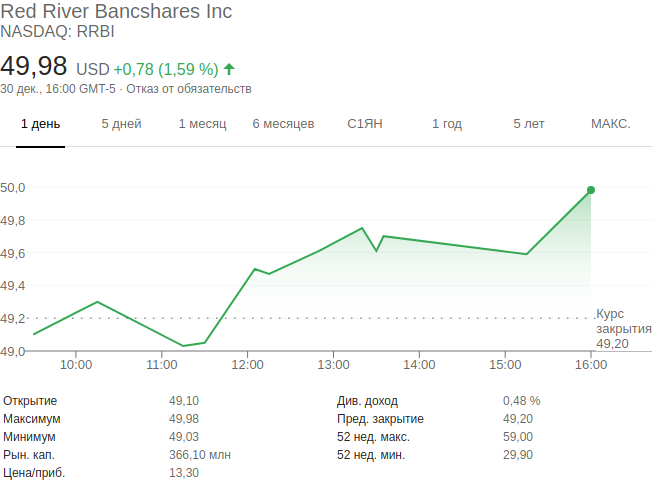 Red River Bancshares Inc
NASDAQ: RRBI
49,98 USD +0,78 (1,59 %)
30 дек., 16:00 GMT-5 · Отказ от обязательств
1 день 5 дней 1 месяц 6 месяцев С1ЯН 1 год 5 лет МАКС.
50,0
49,8
49,6
49,4
49,2
49,0
Курс
закрытия
49,20
10:00 11:00 12:00 13:00 14:00 15:00 16:00
Открытие 49,10 Див. доход 0,48 %
Максимум 49,98 Пред. закрытие 49,20
Минимум 49,03 52 нед. макс. 59,00
Рын. кап. 366,10 млн 52 нед. мин. 29,90
Цена/приб. 13,30